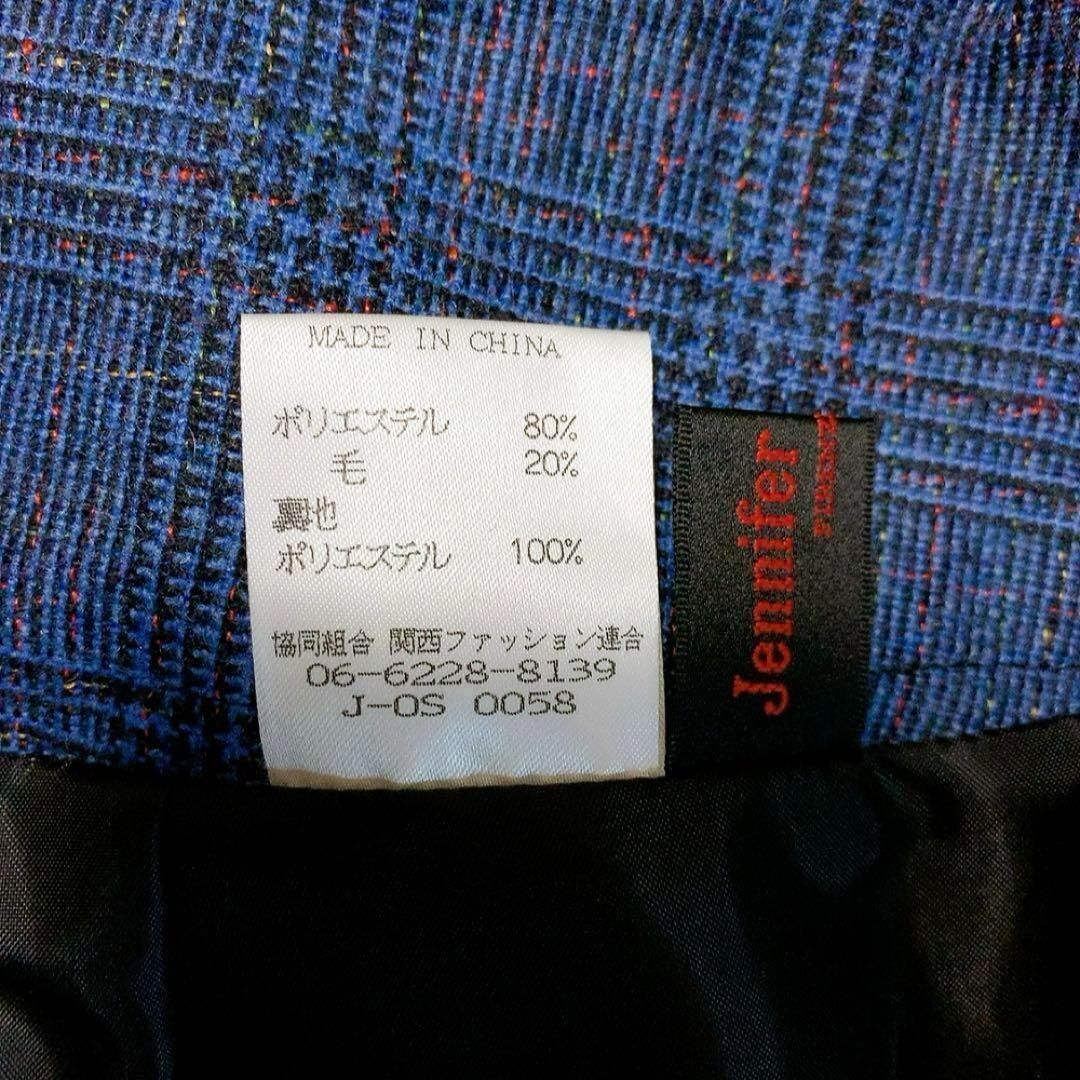 MADE IN CHINA
ポリエステル 80%
毛 20%
裏地
ポリエステル 100%
協同組合 関西ファッション連合
06-6228-8139
J-OS 0058
Jennifer